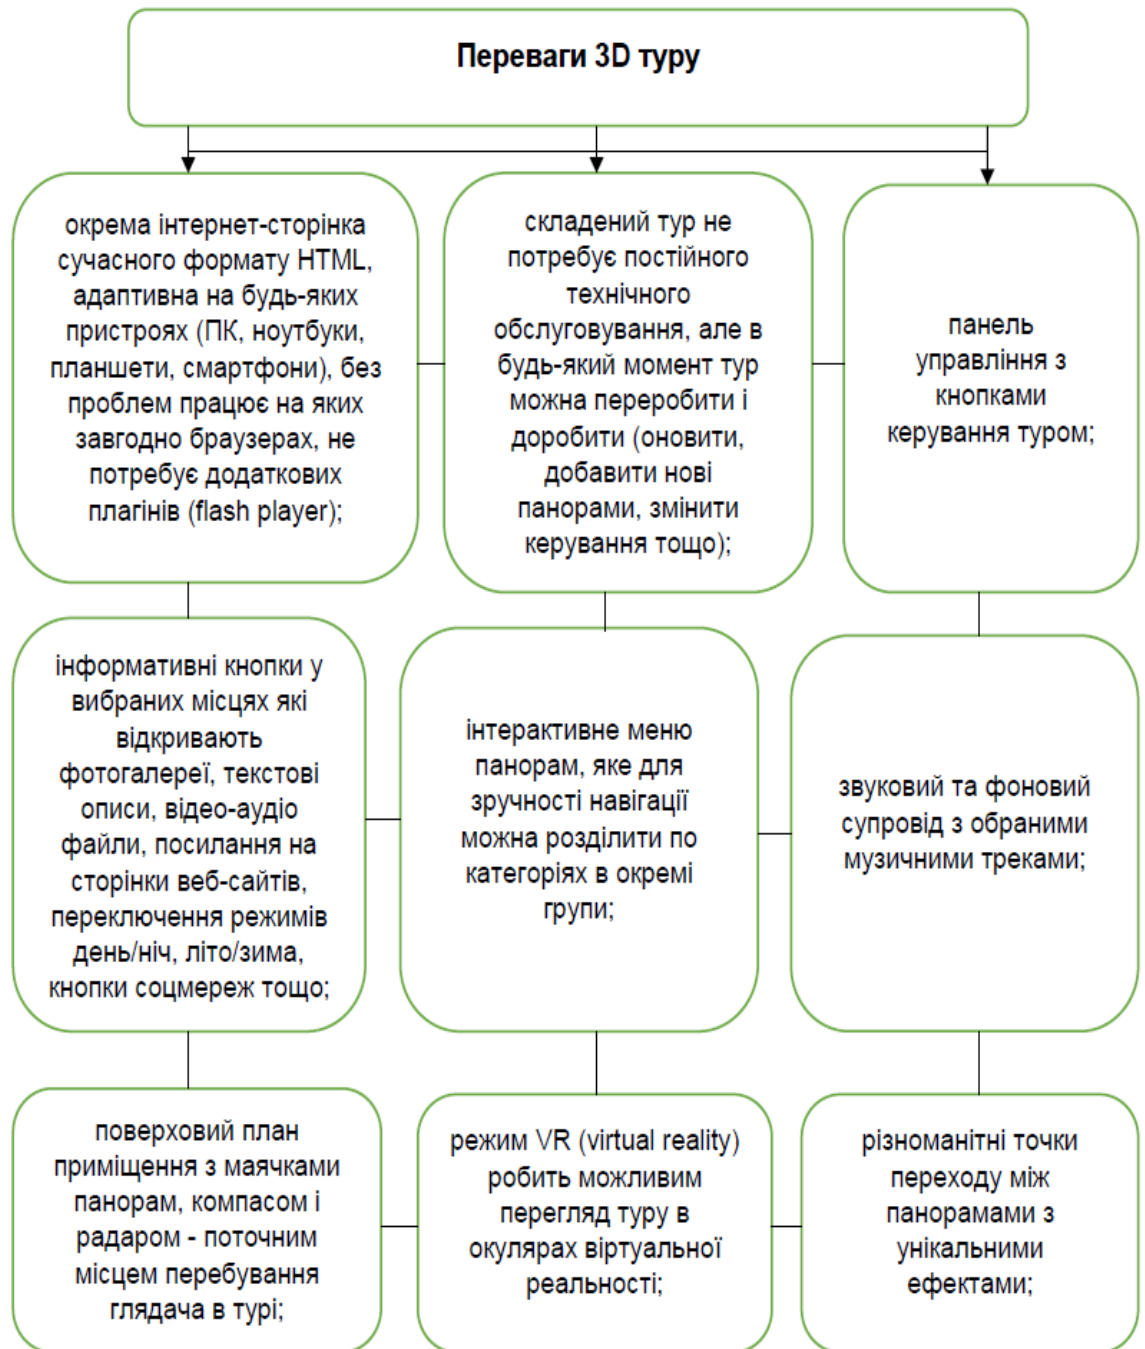 Переваги 3D туру
окрема інтернет-сторінка
сучасного формату HTML,
адаптивна на будь-яких
пристроях (ПК, ноутбуки,
планшети, смартфони), без
проблем працює на яких
завгодно браузерах, не
потребує додаткових
плагінів (flash player);
складений тур не
потребує постійного
технічного
обслуговування, але в
будь-який момент тур
можна переробити і
доробити (оновити,
добавити нові
панорами, змінити
керування тощо);
панель
управління з
кнопками
керування туром;
інформативні кнопки у
вибраних місцях які
відкривають
фотогалереї, текстові
описи, відео-аудіо
файли, посилання на
сторінки веб-сайтів,
переключення режимів
день/ніч, літо/зима,
кнопки соцмереж тощо;
інтерактивне меню
панорам, яке для
зручності навігації
можна розділити по
категоріях в окремі
групи;
звуковий та фоновий
супровід з обраними
музичними треками;
поверховий план
приміщення з маячками
панорам, компасом і
радаром - поточним
місцем перебування
глядача в турі;
режим VR (virtual reality)
робить можливим
перегляд туру в
окулярах віртуальної
реальності;
різноманітні точки
переходу між
панорамами з
унікальними
ефектами;